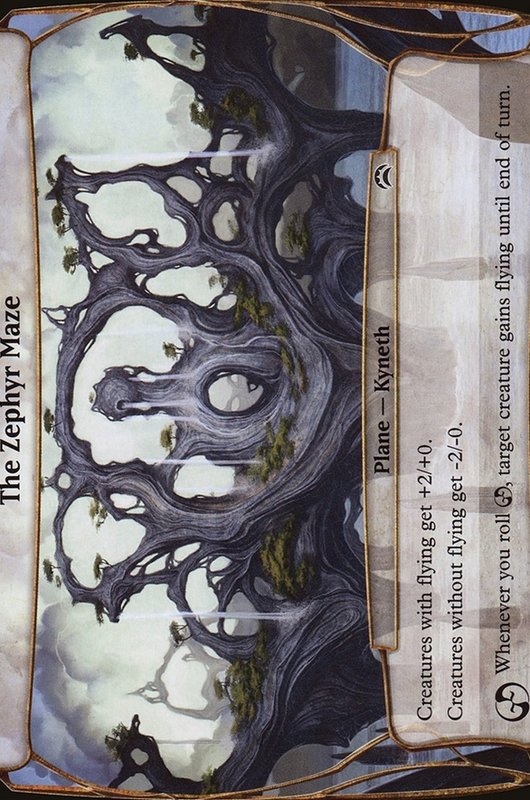 The Zephyr Maze
Plane — Kyneth
Creatures with flying get +2/+0.
Creatures without flying get -2/-0.
Whenever you roll , target creature gains flying until end of turn.